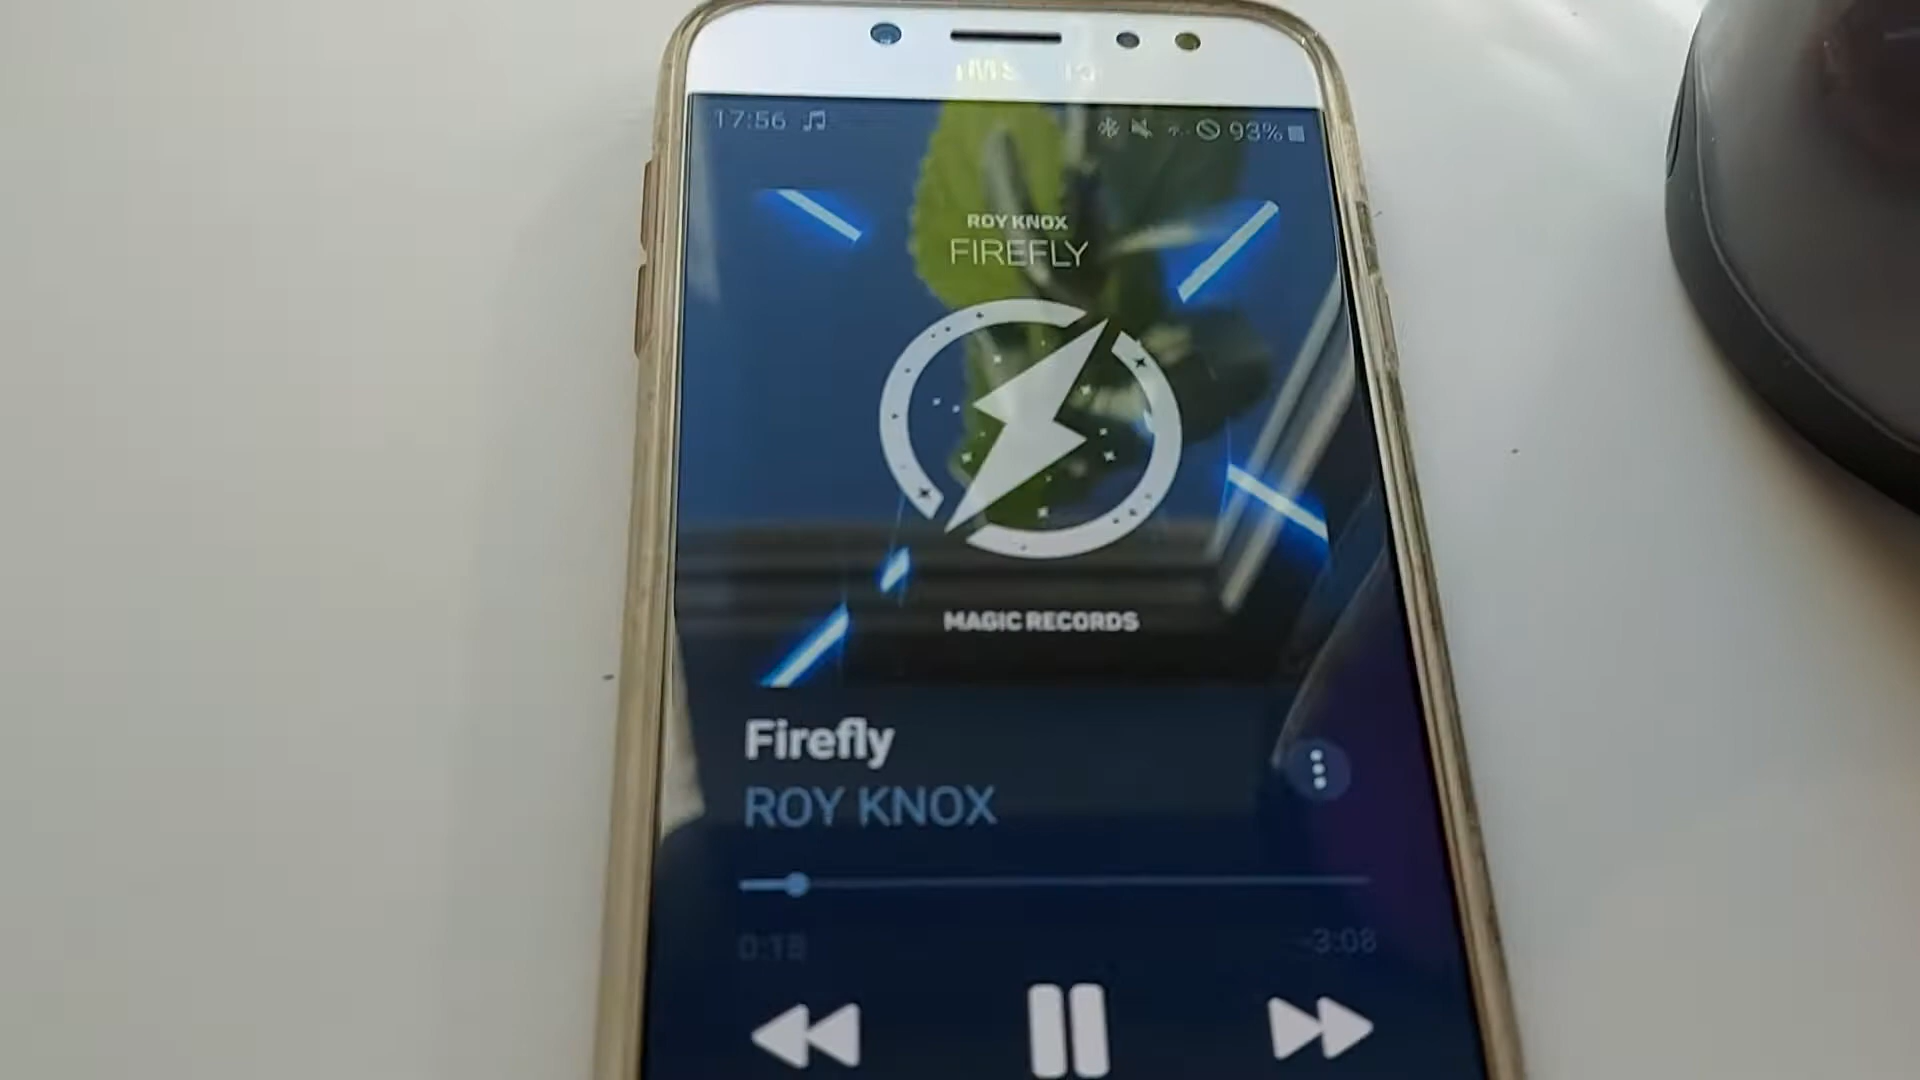 17:56 93%
ROY KNOX
FIREFLY
MAGIC RECORDS
Firefly
ROY KNOX
0:18 -3:08